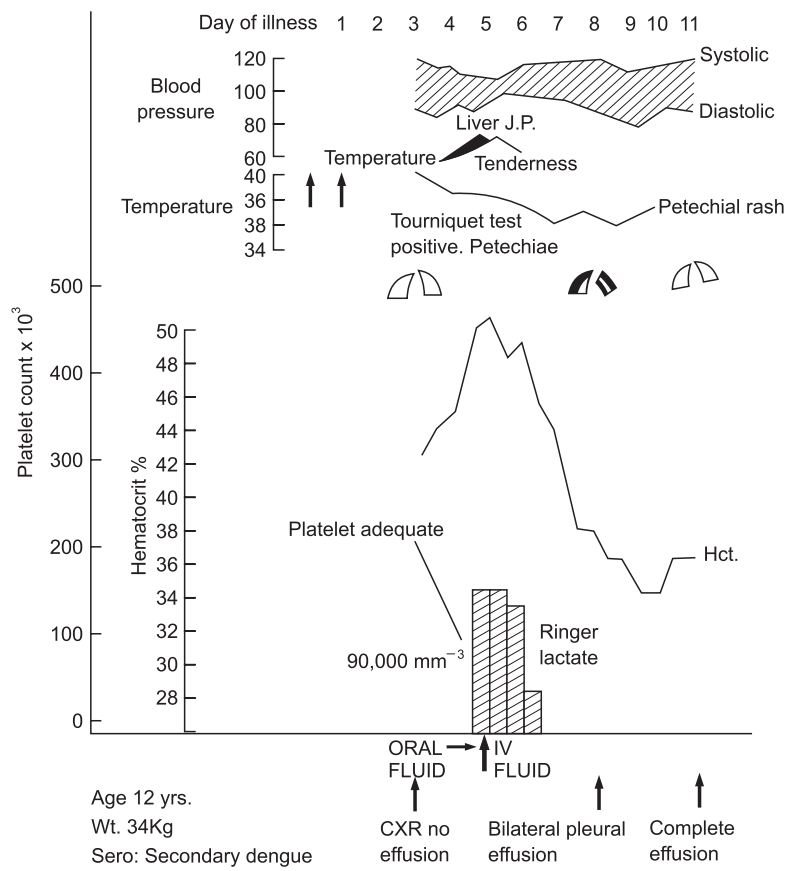 Day of illness 1 2 3 4 5 6 7 8 9 10 11
Blood
pressure
120
100
80
60
Systolic
Diastolic
Liver J.P.
Temperature
Tenderness
Temperature
40
36
38
34
Petechial rash
Tourniquet test
positive. Petechiae
Platelet count x 10³
500
400
300
200
100
0
Hematocrit %
50
48
46
44
42
40
38
36
34
32
30
28
Platelet adequate
Hct.
90,000 mm⁻³
Ringer
lactate
ORAL
FLUID
IV
FLUID
Age 12 yrs.
Wt. 34Kg
Sero: Secondary dengue
CXR no
effusion
Bilateral pleural
effusion
Complete
effusion